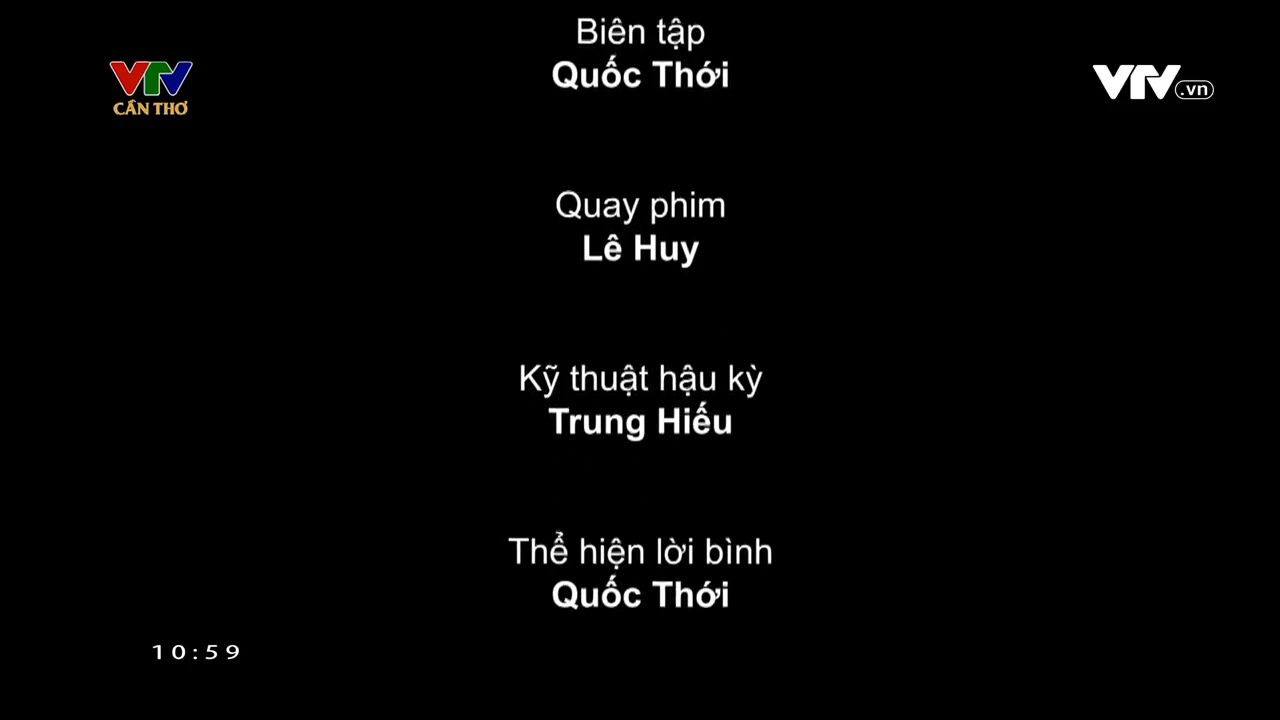 Biên tập
Quốc Thới
VTV
CẦN THƠ
VTV.vn
Quay phim
Lê Huy
Kỹ thuật hậu kỳ
Trung Hiếu
Thể hiện lời bình
Quốc Thới
10:59